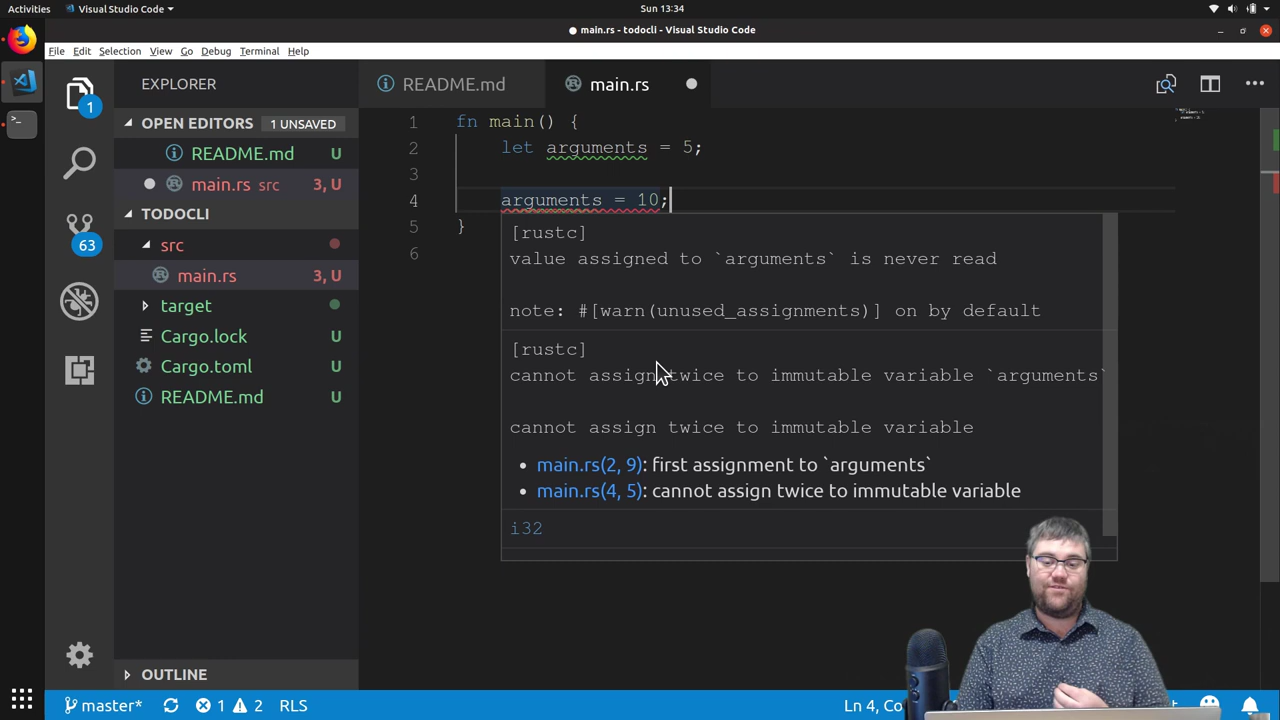 Activities Visual Studio Code Sun 13:34
main.rs - todocli - Visual Studio Code
File Edit Selection View Go Debug Terminal Help
EXPLORER
OPEN EDITORS 1 UNSAVED
README.md U
main.rs src 3, U
TODOCLI
src
main.rs 3, U
target
Cargo.lock U
Cargo.toml U
README.md U
OUTLINE
1
63
README.md main.rs
1 fn main() {
2 let arguments = 5;
3
4 arguments = 10;
5 }
6
[rustc]
value assigned to `arguments` is never read
note: #[warn(unused_assignments)] on by default
[rustc]
cannot assign twice to immutable variable `arguments`
cannot assign twice to immutable variable
• main.rs(2, 9): first assignment to `arguments`
• main.rs(4, 5): cannot assign twice to immutable variable
i32
master* 1 2 RLS Ln 4,